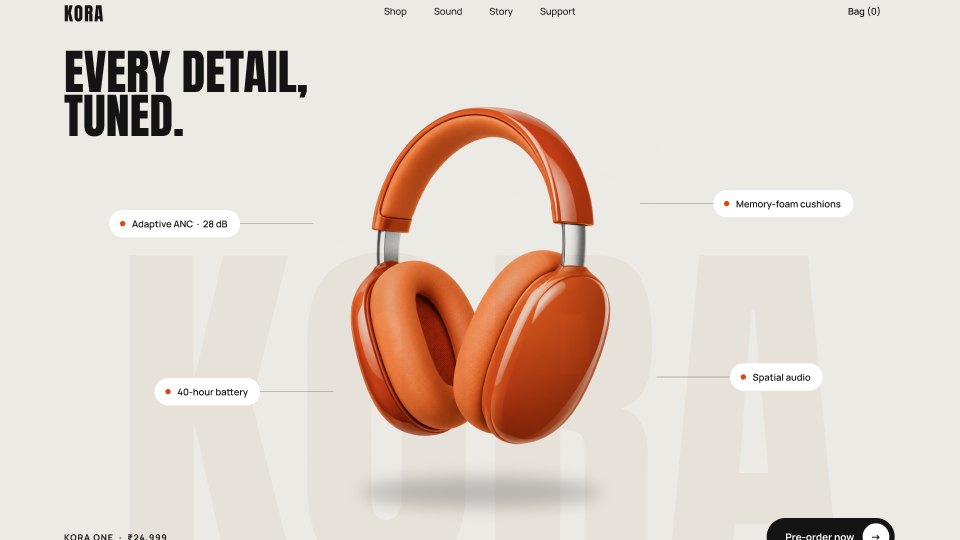 KORA
Shop
Sound
Story
Support
Bag (0)
EVERY DETAIL,
TUNED.
Memory-foam cushions
Adaptive ANC · 28 dB
KORA
Spatial audio
40-hour battery
KORA ONE · ₹24,999
Pre-order now →